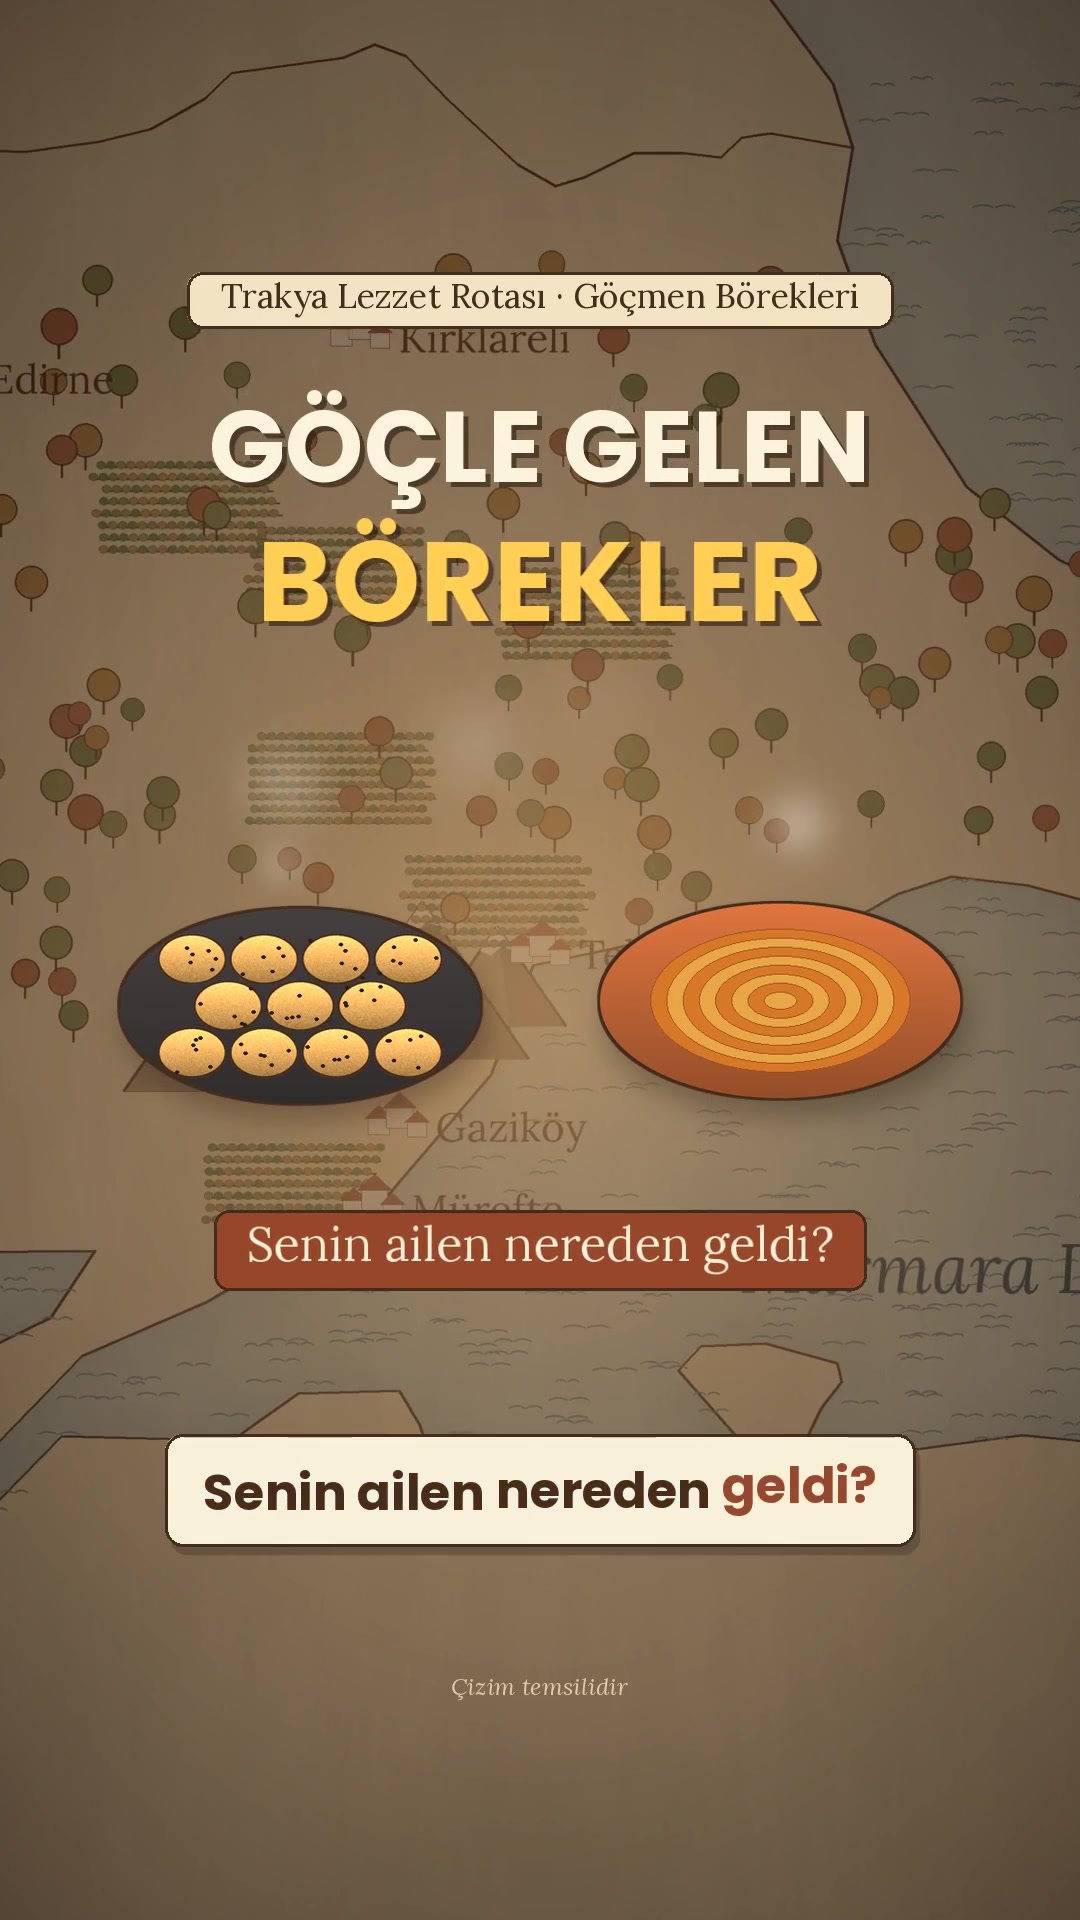 Trakya Lezzet Rotası · Göçmen Börekleri
Kırklareli
Edirne
GÖÇLE GELEN
BÖREKLER
Gaziköy
Mürefte
Senin ailen nereden geldi?
Senin ailen nereden geldi?
Çizim temsilidir